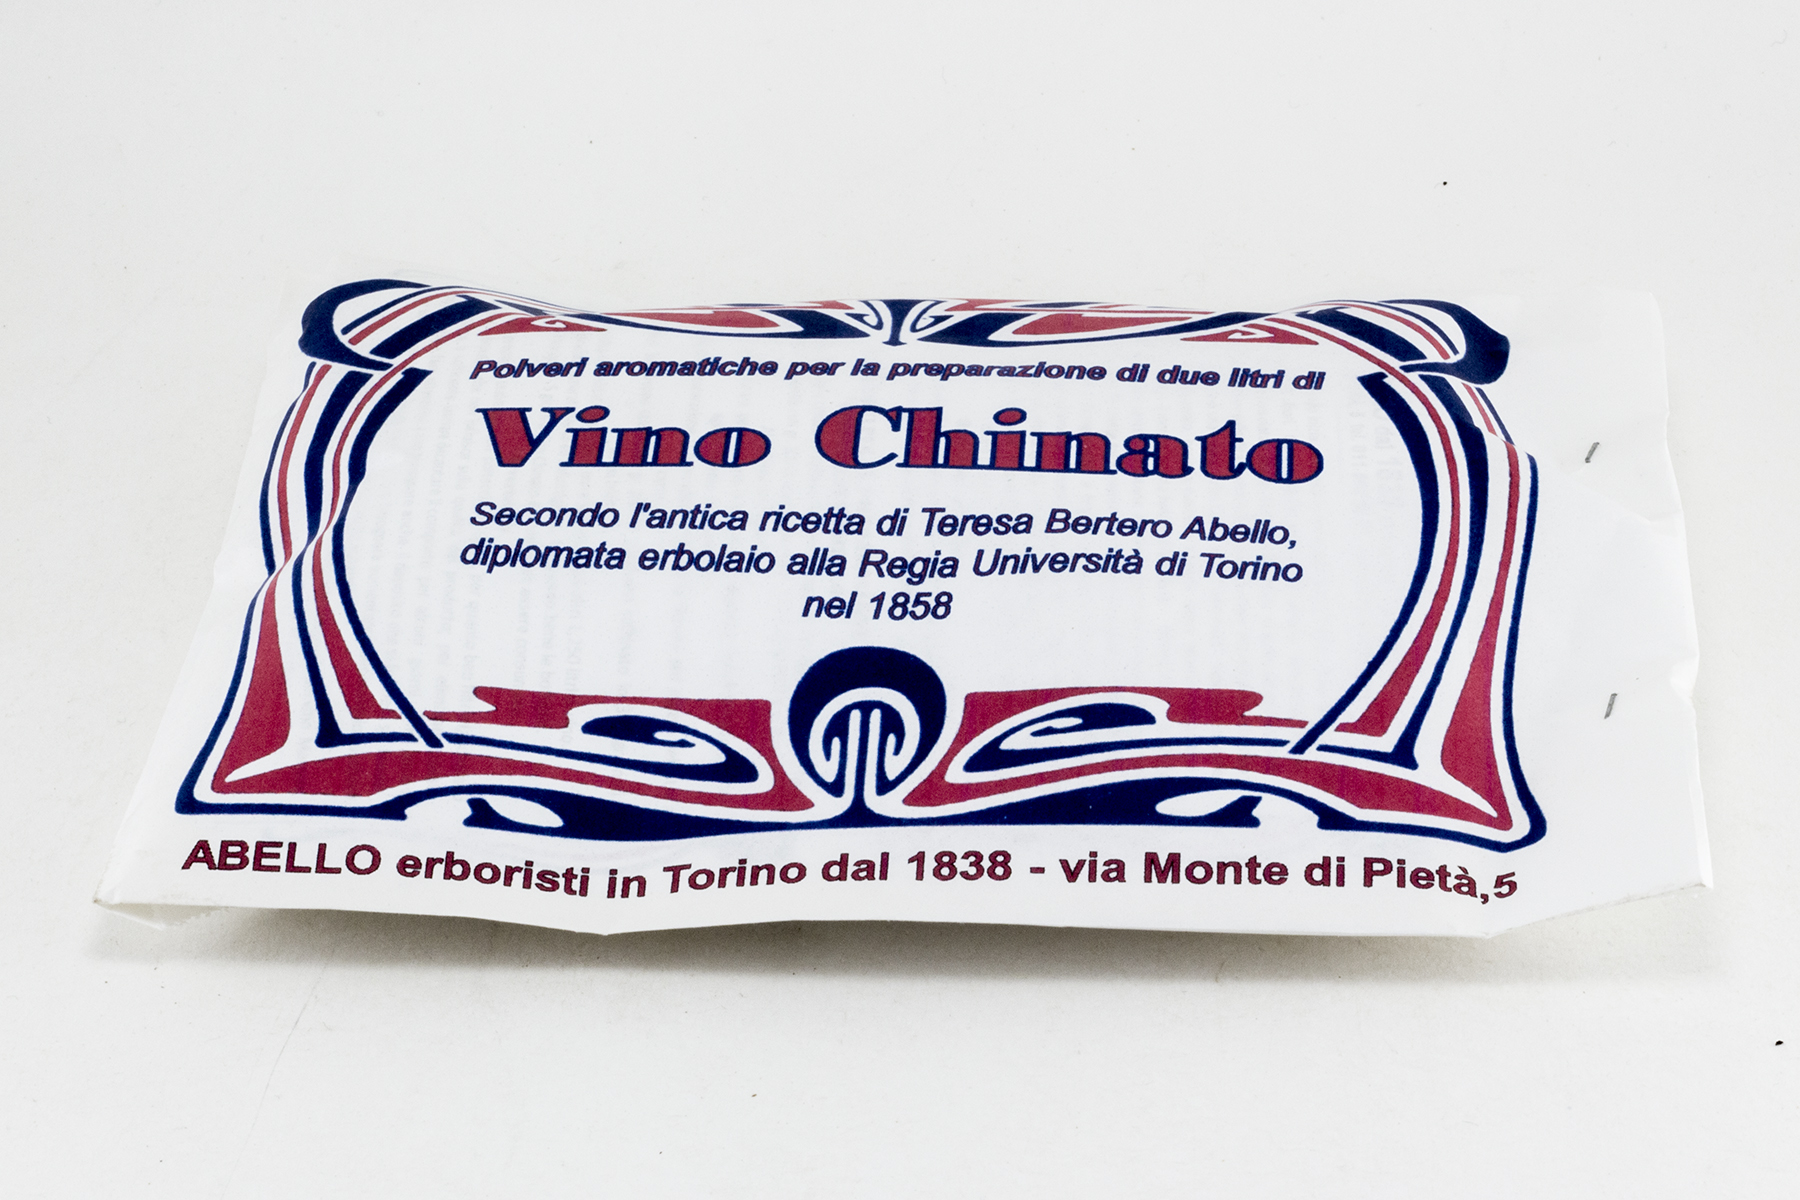 Polveri aromatiche per la preparazione di due litri di
Vino Chinato
Secondo l'antica ricetta di Teresa Bertero Abello,
diplomata erbolaio alla Regia Università di Torino
nel 1858
ABELLO erboristi in Torino dal 1838 - via Monte di Pietà,5